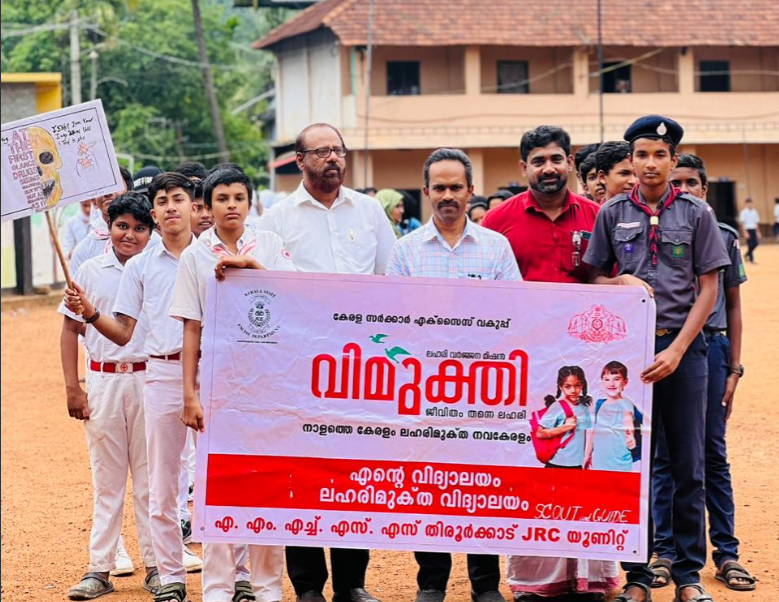 AT
THE
FIRST
GLANCE
DRUGS
കേരള സർക്കാർ എക്സൈസ് വകുപ്പ്
ലഹരി വർജ്ജന മിഷൻ
വിമുക്തി
ജീവിതം തന്നെ ലഹരി
നാളത്തെ കേരളം ലഹരിമുക്ത നവകേരളം
എന്റെ വിദ്യാലയം
ലഹരിമുക്ത വിദ്യാലയം SCOUT and GUIDE
എ. എം. എച്ച്. എസ്. എസ് തിരൂർക്കാട് JRC യൂണിറ്റ്